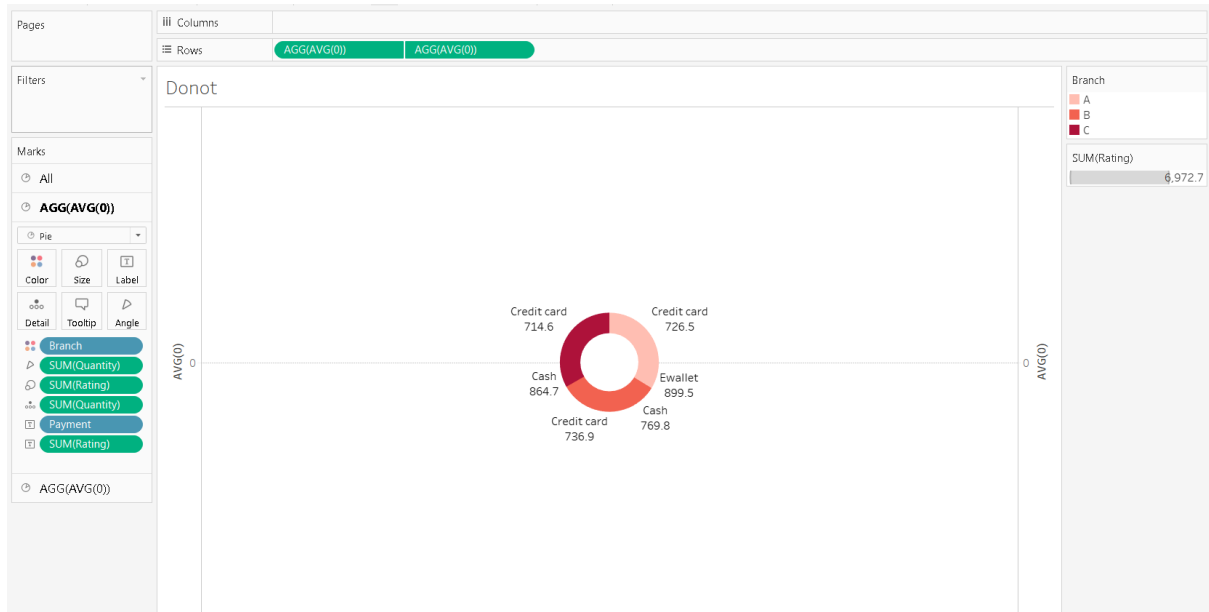 Pages
Columns
Rows
AGG(AVG(0)) AGG(AVG(0))
Filters
Marks
All
AGG(AVG(0))
Pie
Color Size Label
Detail Tooltip Angle
Branch
SUM(Quantity)
SUM(Rating)
SUM(Quantity)
Payment
SUM(Rating)
AGG(AVG(0))
Donot
AVG(0)
0
Credit card
714.6
Credit card
726.5
Cash
864.7
Ewallet
899.5
Credit card
736.9
Cash
769.8
0
AVG(0)
Branch
A
B
C
SUM(Rating)
6,972.7